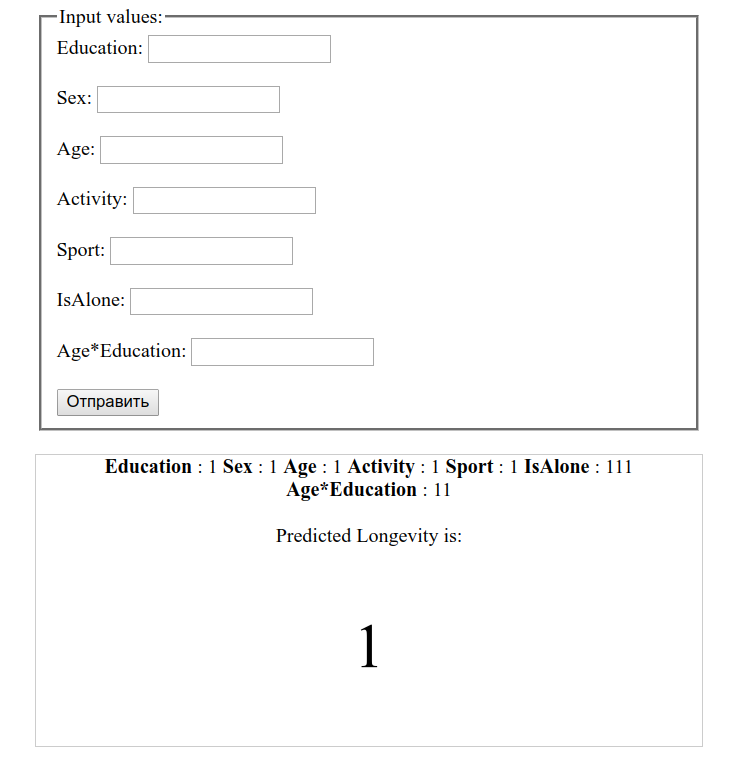 Input values:
Education:
Sex:
Age:
Activity:
Sport:
IsAlone:
Age*Education:
Отправить
Education : 1 Sex : 1 Age : 1 Activity : 1 Sport : 1 IsAlone : 111
Age*Education : 11
Predicted Longevity is:
1